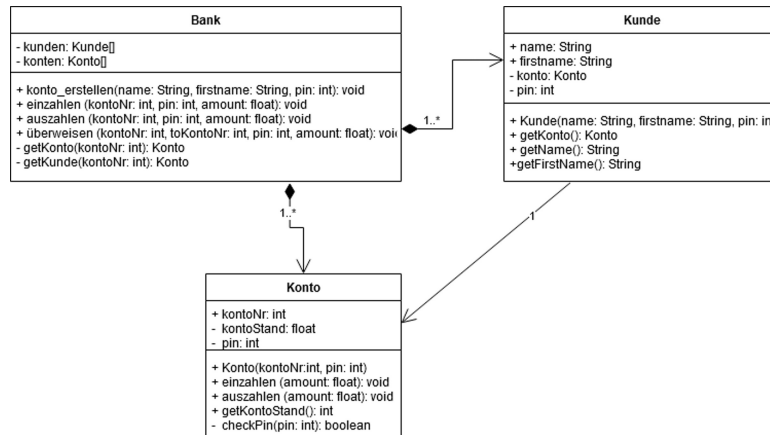 Bank
- kunden: Kunde[]
- konten: Konto[]
+ konto_erstellen(name: String, firstname: String, pin: int): void
+ einzahlen (kontoNr: int, pin: int, amount: float): void
+ auszahlen (kontoNr: int, pin: int, amount: float): void
+ überweisen (kontoNr: int, toKontoNr: int, pin: int, amount: float): voi
- getKonto(kontoNr: int): Konto
- getKunde(kontoNr: int): Konto
Kunde
+ name: String
+ firstname: String
- konto: Konto
- pin: int
+ Kunde(name: String, firstname: String, pin: in
+ getKonto(): Konto
+ getName(): String
+getFirstName(): String
1..*
1..*
1
Konto
+ kontoNr: int
- kontoStand: float
- pin: int
+ Konto(kontoNr:int, pin: int)
+ einzahlen (amount: float): void
+ auszahlen (amount: float): void
+ getKontoStand(): int
- checkPin(pin: int): boolean